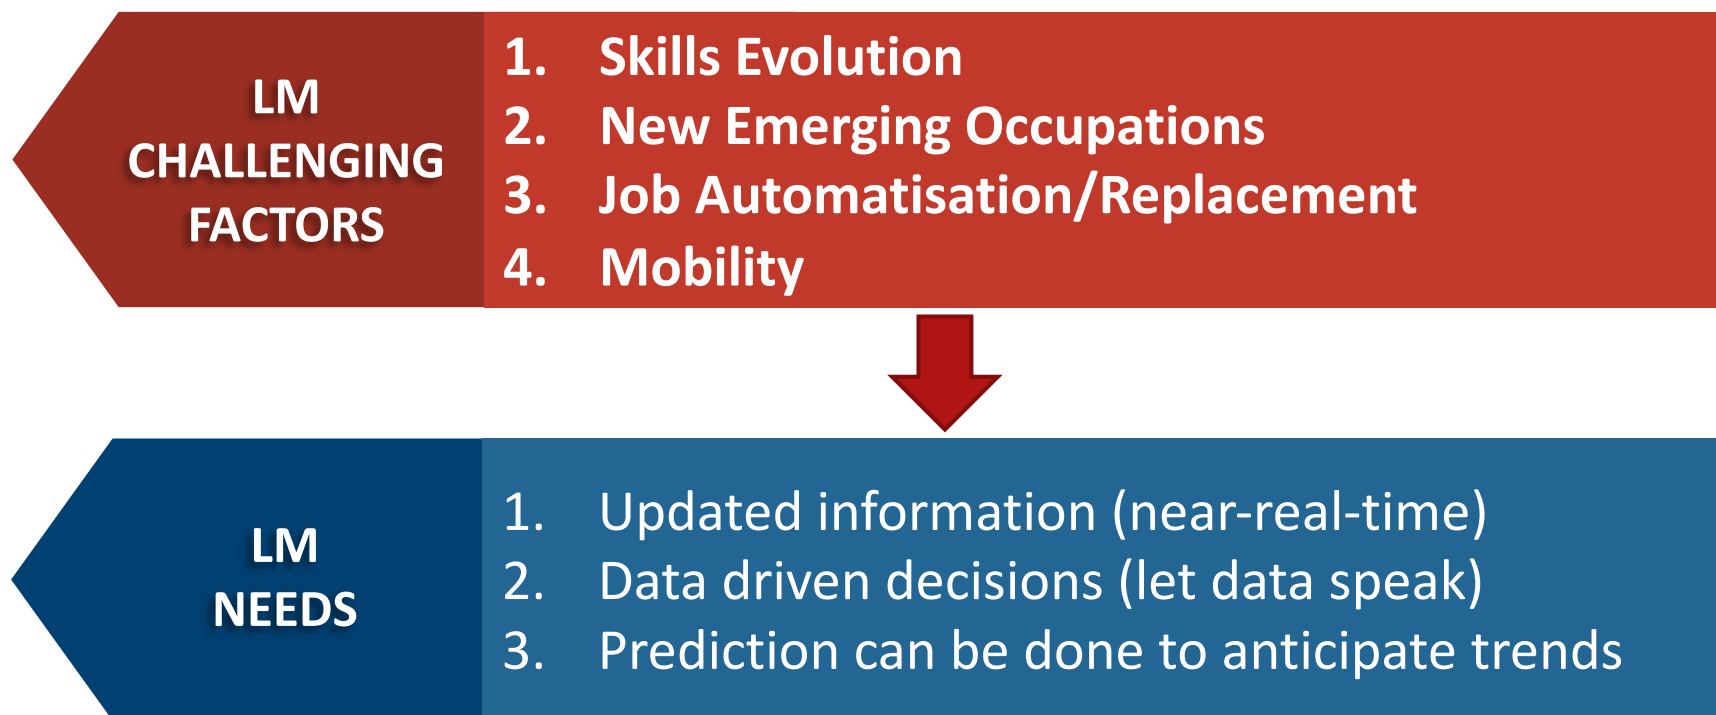 LM
CHALLENGING
FACTORS
1. Skills Evolution
2. New Emerging Occupations
3. Job Automatisation/Replacement
4. Mobility
LM
NEEDS
1. Updated information (near-real-time)
2. Data driven decisions (let data speak)
3. Prediction can be done to anticipate trends